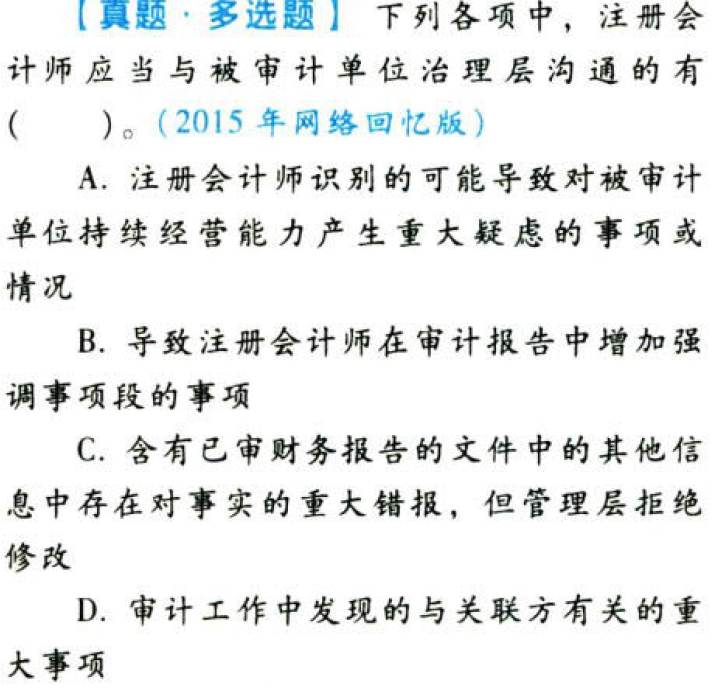 【真题·多选题】 下列各项中，注册会
计师应当与被审计单位治理层沟通的有
(　　)。（2015 年网络回忆版）
A. 注册会计师识别的可能导致对被审计
单位持续经营能力产生重大疑虑的事项或
情况
B. 导致注册会计师在审计报告中增加强
调事项段的事项
C. 含有已审财务报告的文件中的其他信
息中存在对事实的重大错报，但管理层拒绝
修改
D. 审计工作中发现的与关联方有关的重
大事项